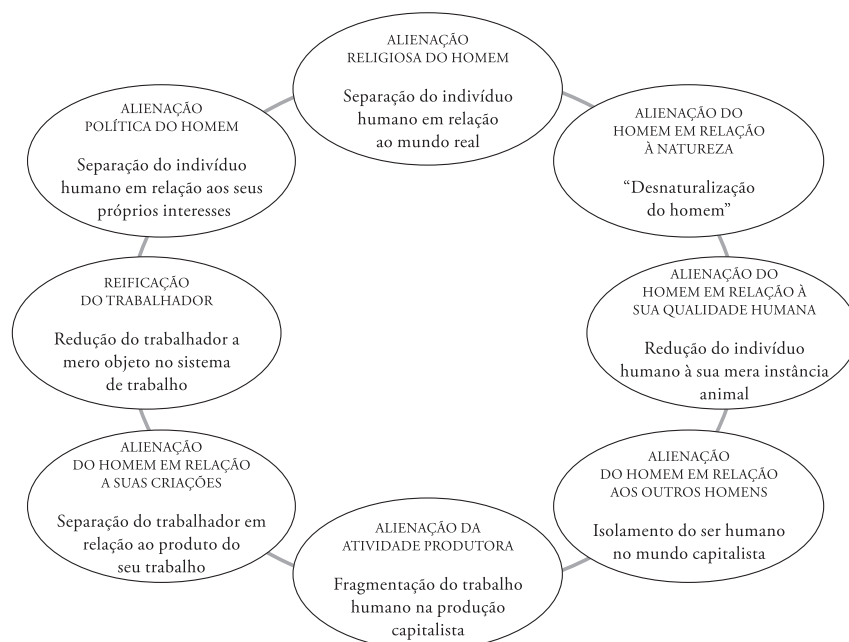 ALIENAÇÃO
RELIGIOSA DO HOMEM
Separação do indivíduo
humano em relação
ao mundo real
ALIENAÇÃO DO
HOMEM EM RELAÇÃO
À NATUREZA
“Desnaturalização
do homem”
ALIENAÇÃO DO
HOMEM EM RELAÇÃO À
SUA QUALIDADE HUMANA
Redução do indivíduo
humano à sua mera instância
animal
ALIENAÇÃO
DO HOMEM EM RELAÇÃO
AOS OUTROS HOMENS
Isolamento do ser humano
no mundo capitalista
ALIENAÇÃO DA
ATIVIDADE PRODUTORA
Fragmentação do trabalho
humano na produção
capitalista
ALIENAÇÃO
DO HOMEM EM RELAÇÃO
A SUAS CRIAÇÕES
Separação do trabalhador em
relação ao produto do
seu trabalho
REIFICAÇÃO
DO TRABALHADOR
Redução do trabalhador a
mero objeto no sistema
de trabalho
ALIENAÇÃO
POLÍTICA DO HOMEM
Separação do indivíduo
humano em relação aos seus
próprios interesses